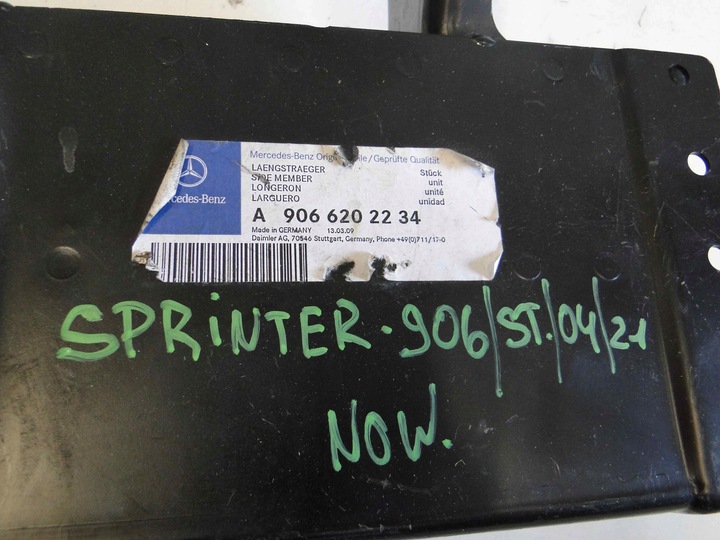 Mercedes-Benz /Geprüfte Qualität
LAENGSTRAEGER Stück
SIDE MEMBER unit
LONGERON unité
LARGUERO unidad
A 906 620 22 34
Made in GERMANY 13.03.09
Daimler AG, 70546 Stuttgart, Germany, Phone +49(0)711/17-0
SPRiNTER-906/ST./04/21
NOW.